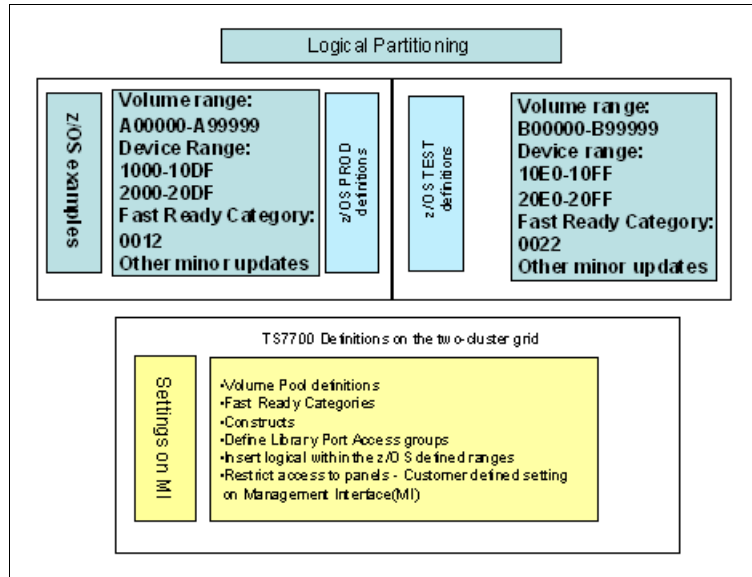 Logical Partitioning
z/OS examples
Volume range:
A00000-A99999
Device Range:
1000-10DF
2000-20DF
Fast Ready Category:
0012
Other minor updates
z/OS PROD
definitions
z/OS TEST
definitions
Volume range:
B00000-B99999
Device range:
10E0-10FF
20E0-20FF
Fast Ready Category:
0022
Other minor updates
TS7700 Definitions on the two-cluster grid
Settings on MI
•Volume Pool definitions
•Fast Ready Categories
•Constructs
•Define Library Port Access groups
•Insert logical within the z/OS defined ranges
•Restrict access to panels - Customer defined setting
on Management Interface(MI)